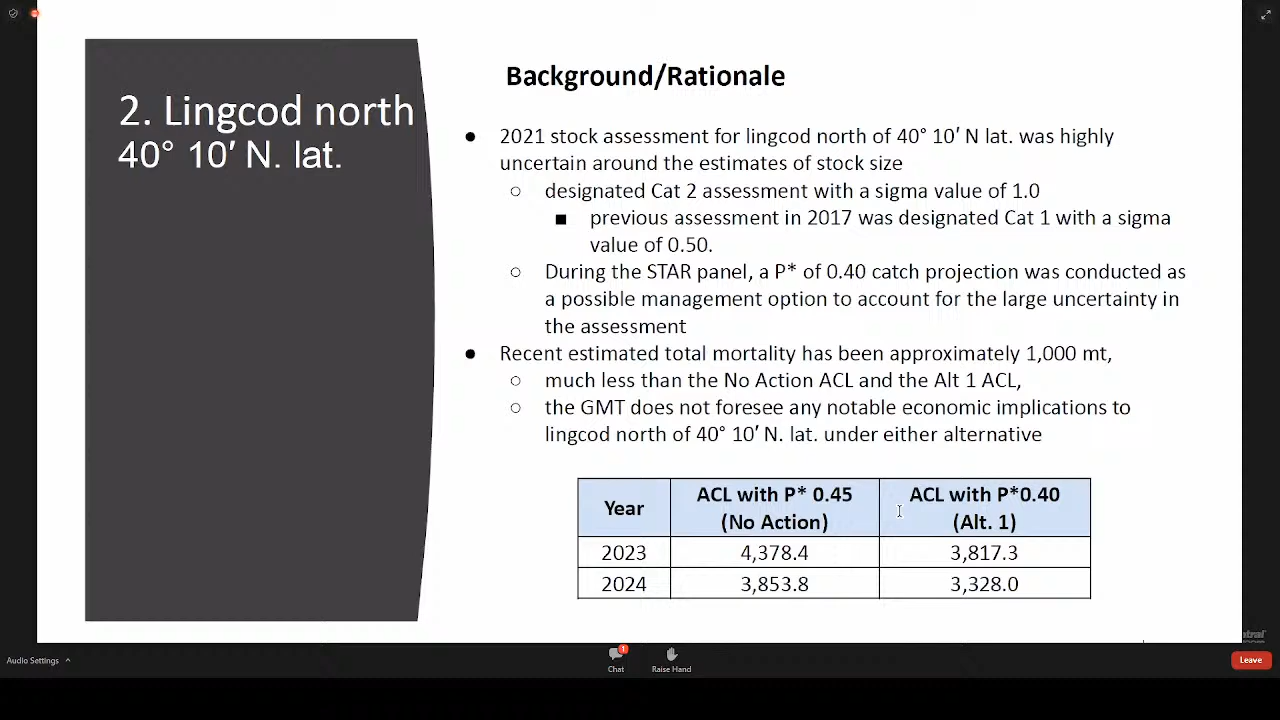 2. Lingcod north
40° 10′ N. lat.
Background/Rationale
● 2021 stock assessment for lingcod north of 40° 10′ N lat. was highly
uncertain around the estimates of stock size
○ designated Cat 2 assessment with a sigma value of 1.0
■ previous assessment in 2017 was designated Cat 1 with a sigma
value of 0.50.
○ During the STAR panel, a P* of 0.40 catch projection was conducted as
a possible management option to account for the large uncertainty in
the assessment
● Recent estimated total mortality has been approximately 1,000 mt,
○ much less than the No Action ACL and the Alt 1 ACL,
○ the GMT does not foresee any notable economic implications to
lingcod north of 40° 10′ N. lat. under either alternative
Year ACL with P* 0.45 (No Action) ACL with P*0.40 (Alt. 1)
2023 4,378.4 3,817.3
2024 3,853.8 3,328.0
Audio Settings
1
Chat
Raise Hand
Leave